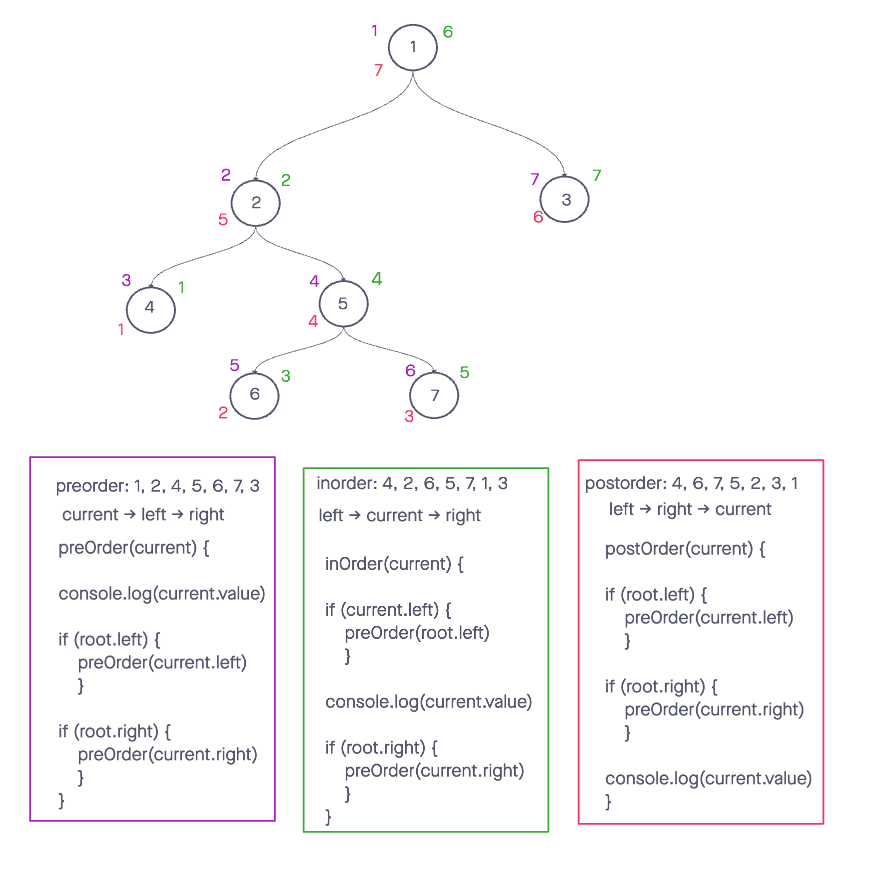 1 6
1
7
2 2
2
5
7 7
3
6
3 1
4
1
4 4
5
4
5 3
6
2
6 5
7
3
preorder: 1, 2, 4, 5, 6, 7, 3
current → left → right
preOrder(current) {
console.log(current.value)
if (root.left) {
preOrder(current.left)
}
if (root.right) {
preOrder(current.right)
}
}
inorder: 4, 2, 6, 5, 7, 1, 3
left → current → right
inOrder(current) {
if (current.left) {
preOrder(root.left)
}
console.log(current.value)
if (root.right) {
preOrder(current.right)
}
}
postorder: 4, 6, 7, 5, 2, 3, 1
left → right → current
postOrder(current) {
if (root.left) {
preOrder(current.left)
}
if (root.right) {
preOrder(current.right)
}
console.log(current.value)
}